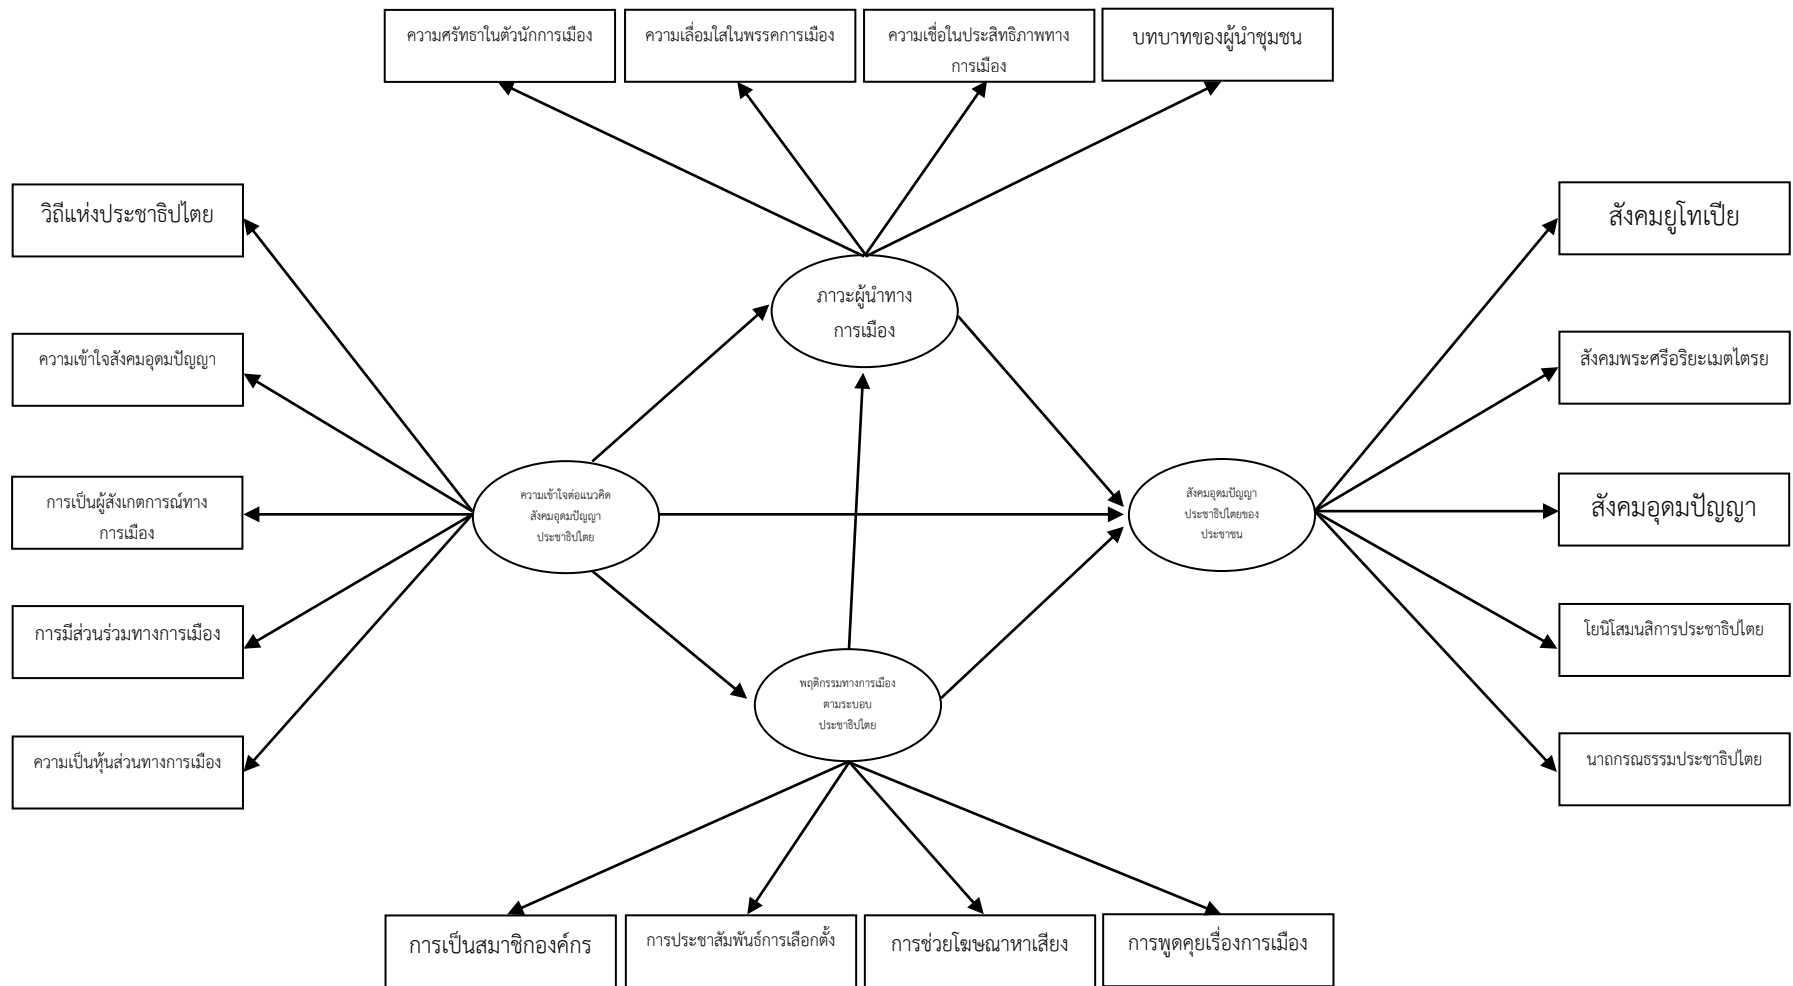 ความศรัทธาในตัวนักการเมือง
ความเลื่อมใสในพรรคการเมือง
ความเชื่อในประสิทธิภาพทาง
การเมือง
บทบาทของผู้นำชุมชน
วิถีแห่งประชาธิปไตย
ความเข้าใจสังคมอุดมปัญญา
การเป็นผู้สังเกตการณ์ทาง
การเมือง
การมีส่วนร่วมทางการเมือง
ความเป็นหุ้นส่วนทางการเมือง
ภาวะผู้นำทาง
การเมือง
ความเข้าใจต่อแนวคิด
สังคมอุดมปัญญา
ประชาธิปไตย
พฤติกรรมทางการเมือง
ตามระบอบ
ประชาธิปไตย
สังคมอุดมปัญญา
ประชาธิปไตยของ
ประชาชน
สังคมยูโทเปีย
สังคมพระศรีอริยะเมตไตรย
สังคมอุดมปัญญา
โยนิโสมนสิการประชาธิปไตย
นาถกรณธรรมประชาธิปไตย
การเป็นสมาชิกองค์กร
การประชาสัมพันธ์การเลือกตั้ง
การช่วยโฆษณาหาเสียง
การพูดคุยเรื่องการเมือง